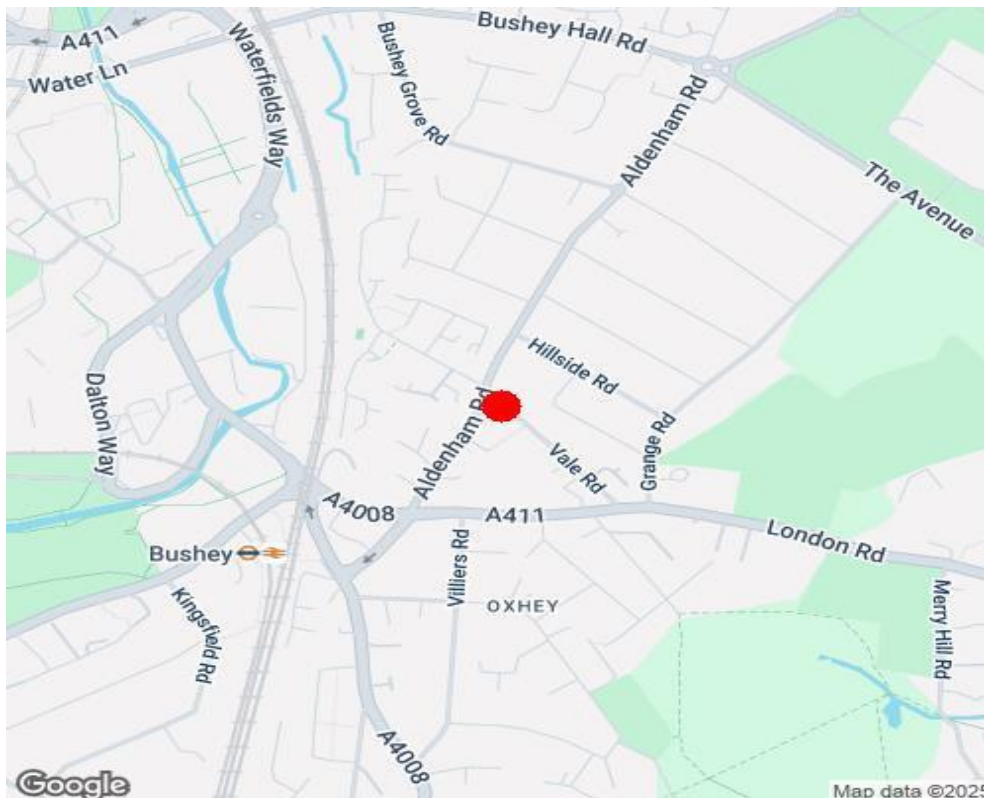 A411
Bushey Hall Rd
Water Ln
Waterfields Way
Bushey Grove Rd
Aldenham Rd
The Avenue
Hillside Rd
Dalton Way
Aldenham Rd
Grange Rd
Vale Rd
A4008
A411
London Rd
Bushey
Villiers Rd
OXHEY
Kingsfield Rd
Merry Hill Rd
A4008
Google
Map data ©2025